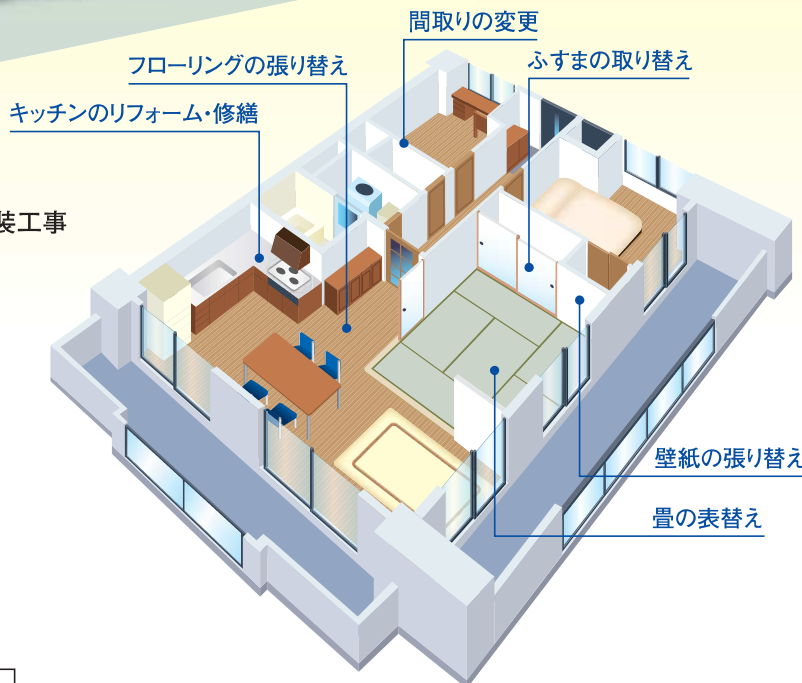 間取りの変更
フローリングの張り替え
ふすまの取り替え
キッチンのリフォーム・修繕
装工事
壁紙の張り替え
畳の表替え